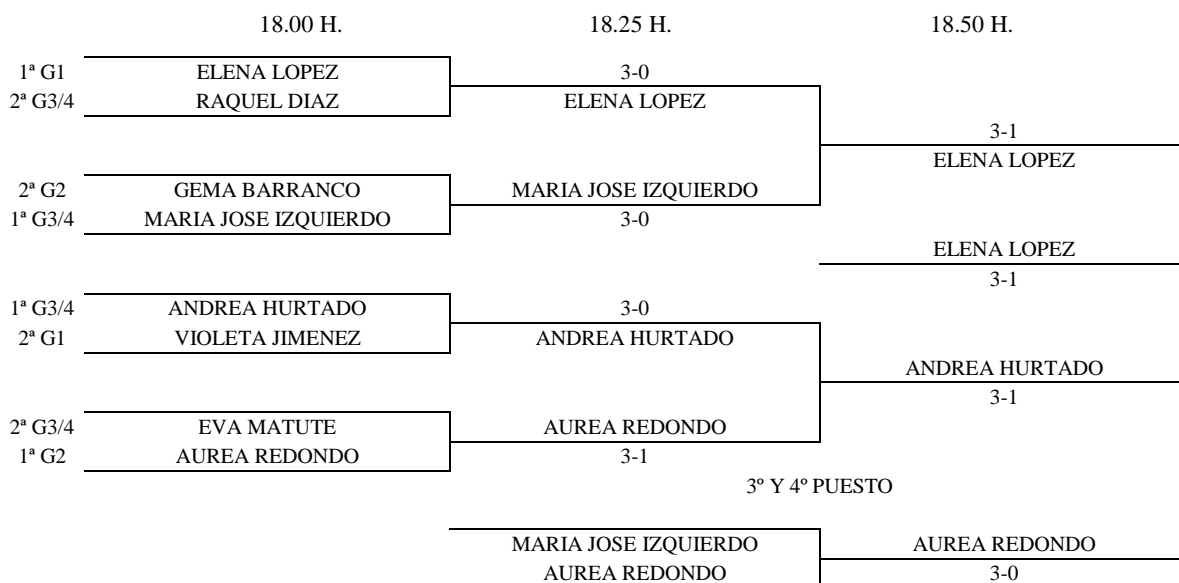 18.00 H. 18.25 H. 18.50 H.
1ª G1 ELENA LOPEZ 3-0
2ª G3/4 RAQUEL DIAZ ELENA LOPEZ
3-1
ELENA LOPEZ
2ª G2 GEMA BARRANCO MARIA JOSE IZQUIERDO
1ª G3/4 MARIA JOSE IZQUIERDO 3-0
ELENA LOPEZ
3-1
1ª G3/4 ANDREA HURTADO 3-0
2ª G1 VIOLETA JIMENEZ ANDREA HURTADO
ANDREA HURTADO
3-1
2ª G3/4 EVA MATUTE AUREA REDONDO
1ª G2 AUREA REDONDO 3-1
3º Y 4º PUESTO
MARIA JOSE IZQUIERDO AUREA REDONDO
AUREA REDONDO 3-0